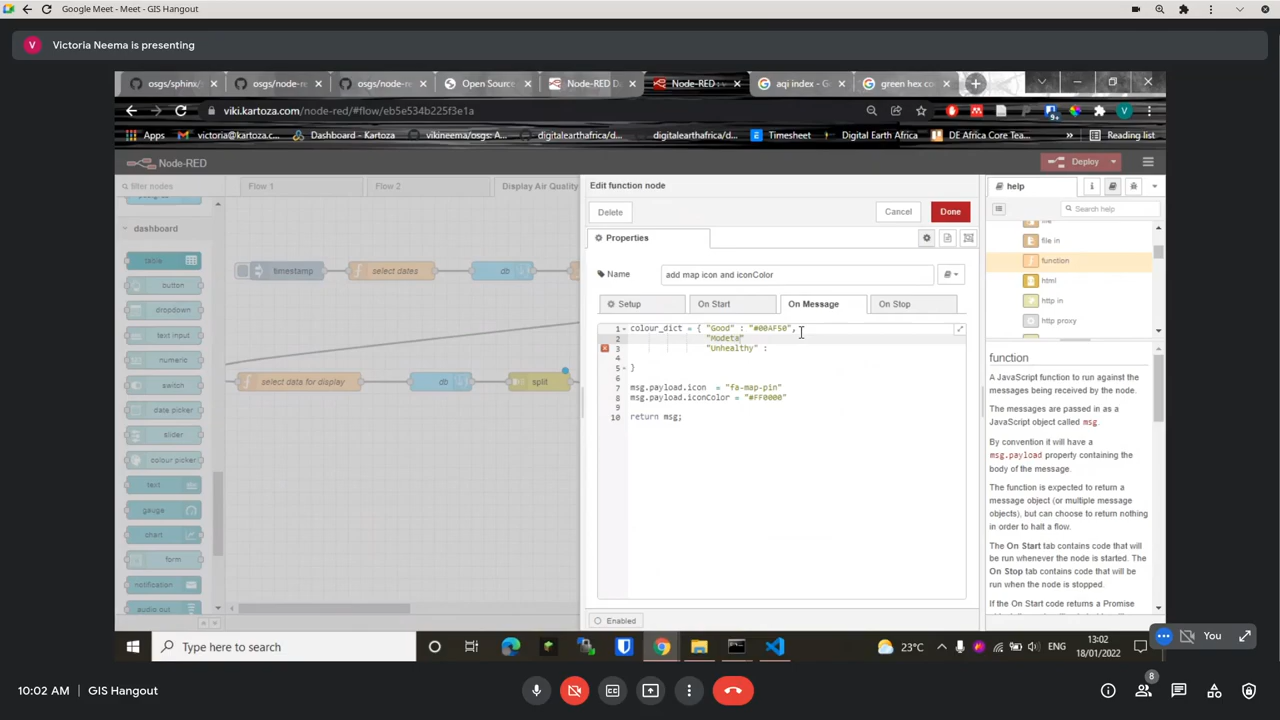 Google Meet - Meet - GIS Hangout
V Victoria Neema is presenting
osgs/sphinx/s
osgs/node-re
osgs/node-re
Open Source
Node-RED D
Node-RED :
aqi index - G
green hex co
viki.kartoza.com/node-red/#flow/eb5e534b225f3e1a
Apps
victoria@kartoza.c...
Dashboard - Kartoza
vikineema/osgs: A...
digitalearthafrica/d...
digitalearthafrica/d...
Timesheet
Digital Earth Africa
DE Africa Core Tea...
Reading list
Node-RED
Deploy
filter nodes
Flow 1
Flow 2
Display Air Quality
Edit function node
help
Delete
Cancel
Done
Search help
dashboard
Properties
file in
table
function
button
timestamp
select dates
db
Name
add map icon and iconColor
html
dropdown
Setup
On Start
On Message
On Stop
http in
text input
http proxy
1 colour_dict = { "Good" : "#00AF50",
2 "Modeta"
3 "Unhealthy" :
4
5 }
6
7 msg.payload.icon = "fa-map-pin"
8 msg.payload.iconColor = "#FF0000"
9
10 return msg;
numeric
switch
select data for display
db
split
date picker
slider
colour picker
text
gauge
chart
form
notification
audio out
function
A JavaScript function to run against the
messages being received by the node.
The messages are passed in as a
JavaScript object called msg.
By convention it will have a
msg.payload property containing the
body of the message.
The function is expected to return a
message object (or multiple message
objects), but can choose to return nothing
in order to halt a flow.
The On Start tab contains code that will
be run whenever the node is started. The
On Stop tab contains code that will be
run when the node is stopped.
If the On Start code returns a Promise
Enabled
Type here to search
23°C
ENG
13:02
18/01/2022
You
10:02 AM
GIS Hangout
8